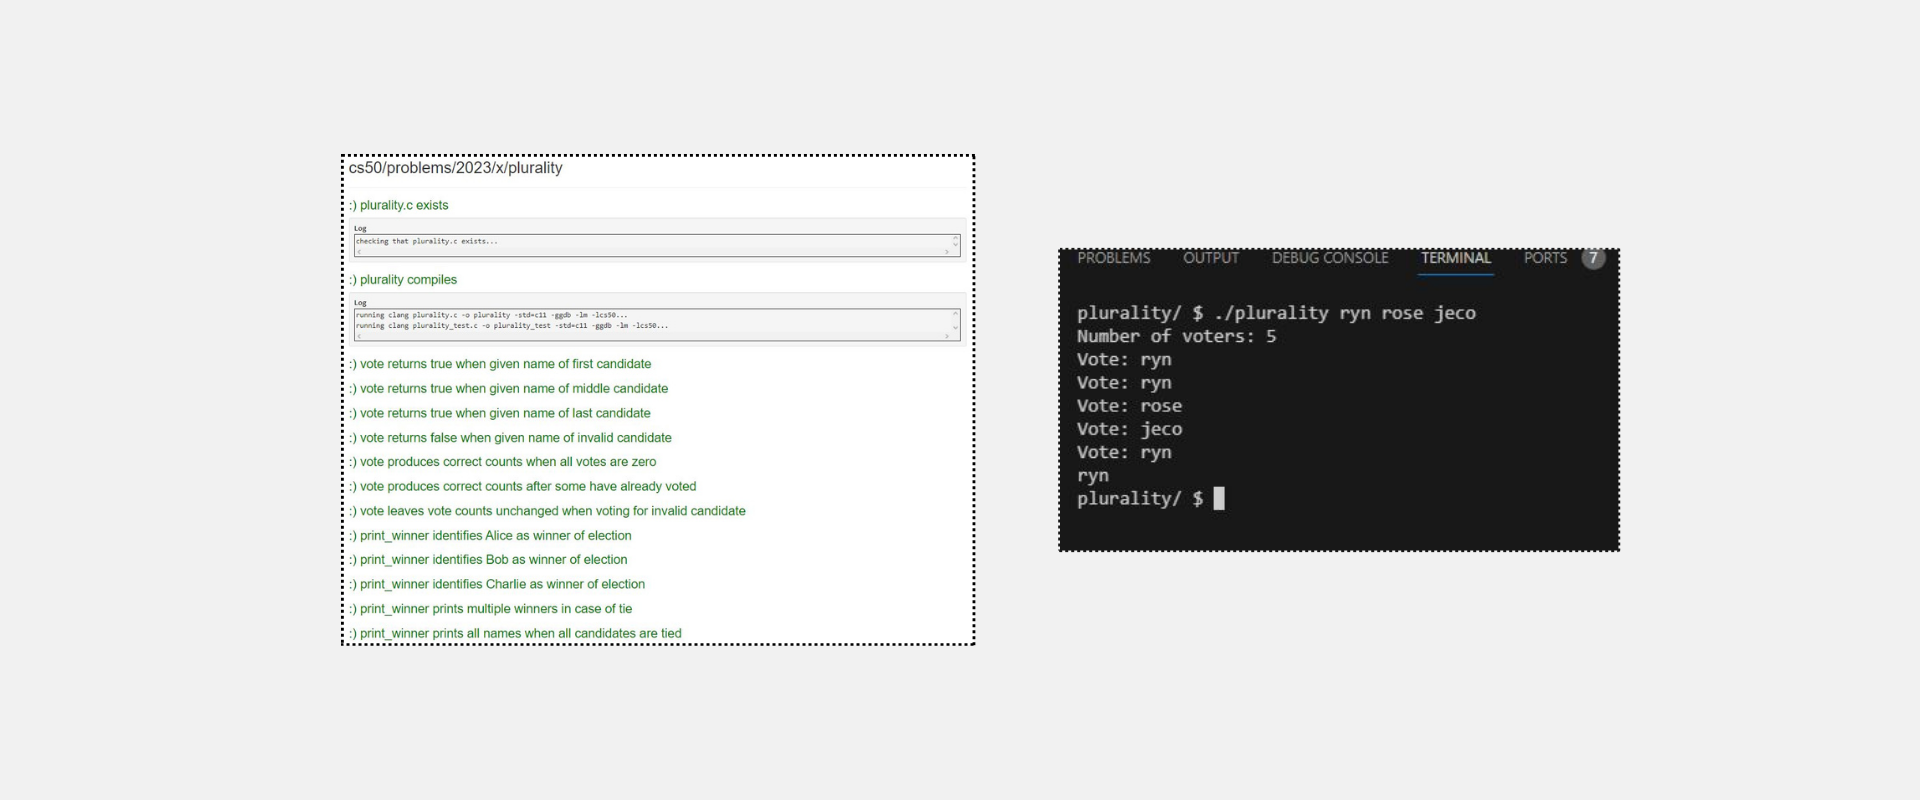 cs50/problems/2023/x/plurality
:) plurality.c exists
Log
checking that plurality.c exists...
:) plurality compiles
Log
running clang plurality.c -o plurality -std=c11 -ggdb -lm -lcs50...
running clang plurality_test.c -o plurality_test -std=c11 -ggdb -lm -lcs50...
:) vote returns true when given name of first candidate
:) vote returns true when given name of middle candidate
:) vote returns true when given name of last candidate
:) vote returns false when given name of invalid candidate
:) vote produces correct counts when all votes are zero
:) vote produces correct counts after some have already voted
:) vote leaves vote counts unchanged when voting for invalid candidate
:) print_winner identifies Alice as winner of election
:) print_winner identifies Bob as winner of election
:) print_winner identifies Charlie as winner of election
:) print_winner prints multiple winners in case of tie
:) print_winner prints all names when all candidates are tied
PROBLEMS OUTPUT DEBUG CONSOLE TERMINAL PORTS 7
plurality/ $ ./plurality ryn rose jeco
Number of voters: 5
Vote: ryn
Vote: ryn
Vote: rose
Vote: jeco
Vote: ryn
ryn
plurality/ $